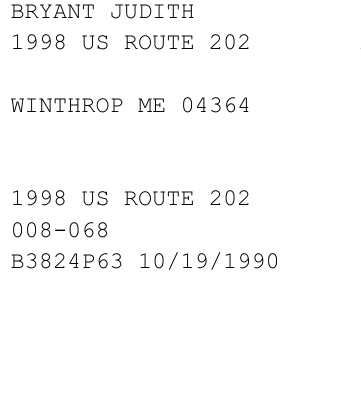 BRYANT JUDITH
1998 US ROUTE 202
WINTHROP ME 04364
1998 US ROUTE 202
008-068
B3824P63 10/19/1990